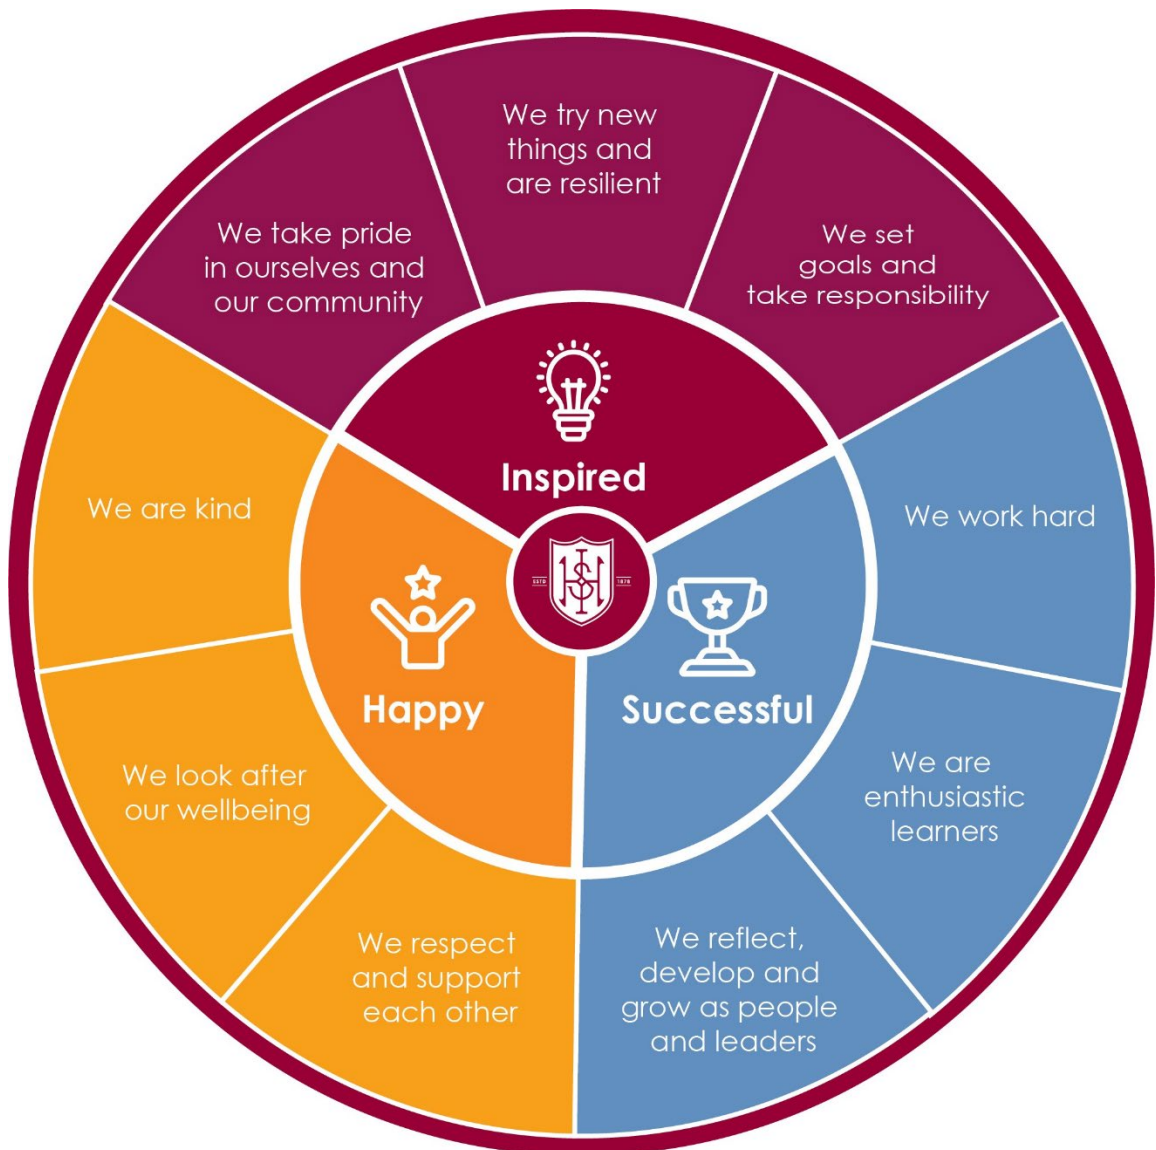 We try new
things and
are resilient
We set
goals and
take responsibility
We work hard
We are
enthusiastic
learners
We reflect,
develop and
grow as people
and leaders
We respect
and support
each other
We look after
our wellbeing
We are kind
We take pride
in ourselves and
our community
Inspired
Successful
Happy
ESTD
1878